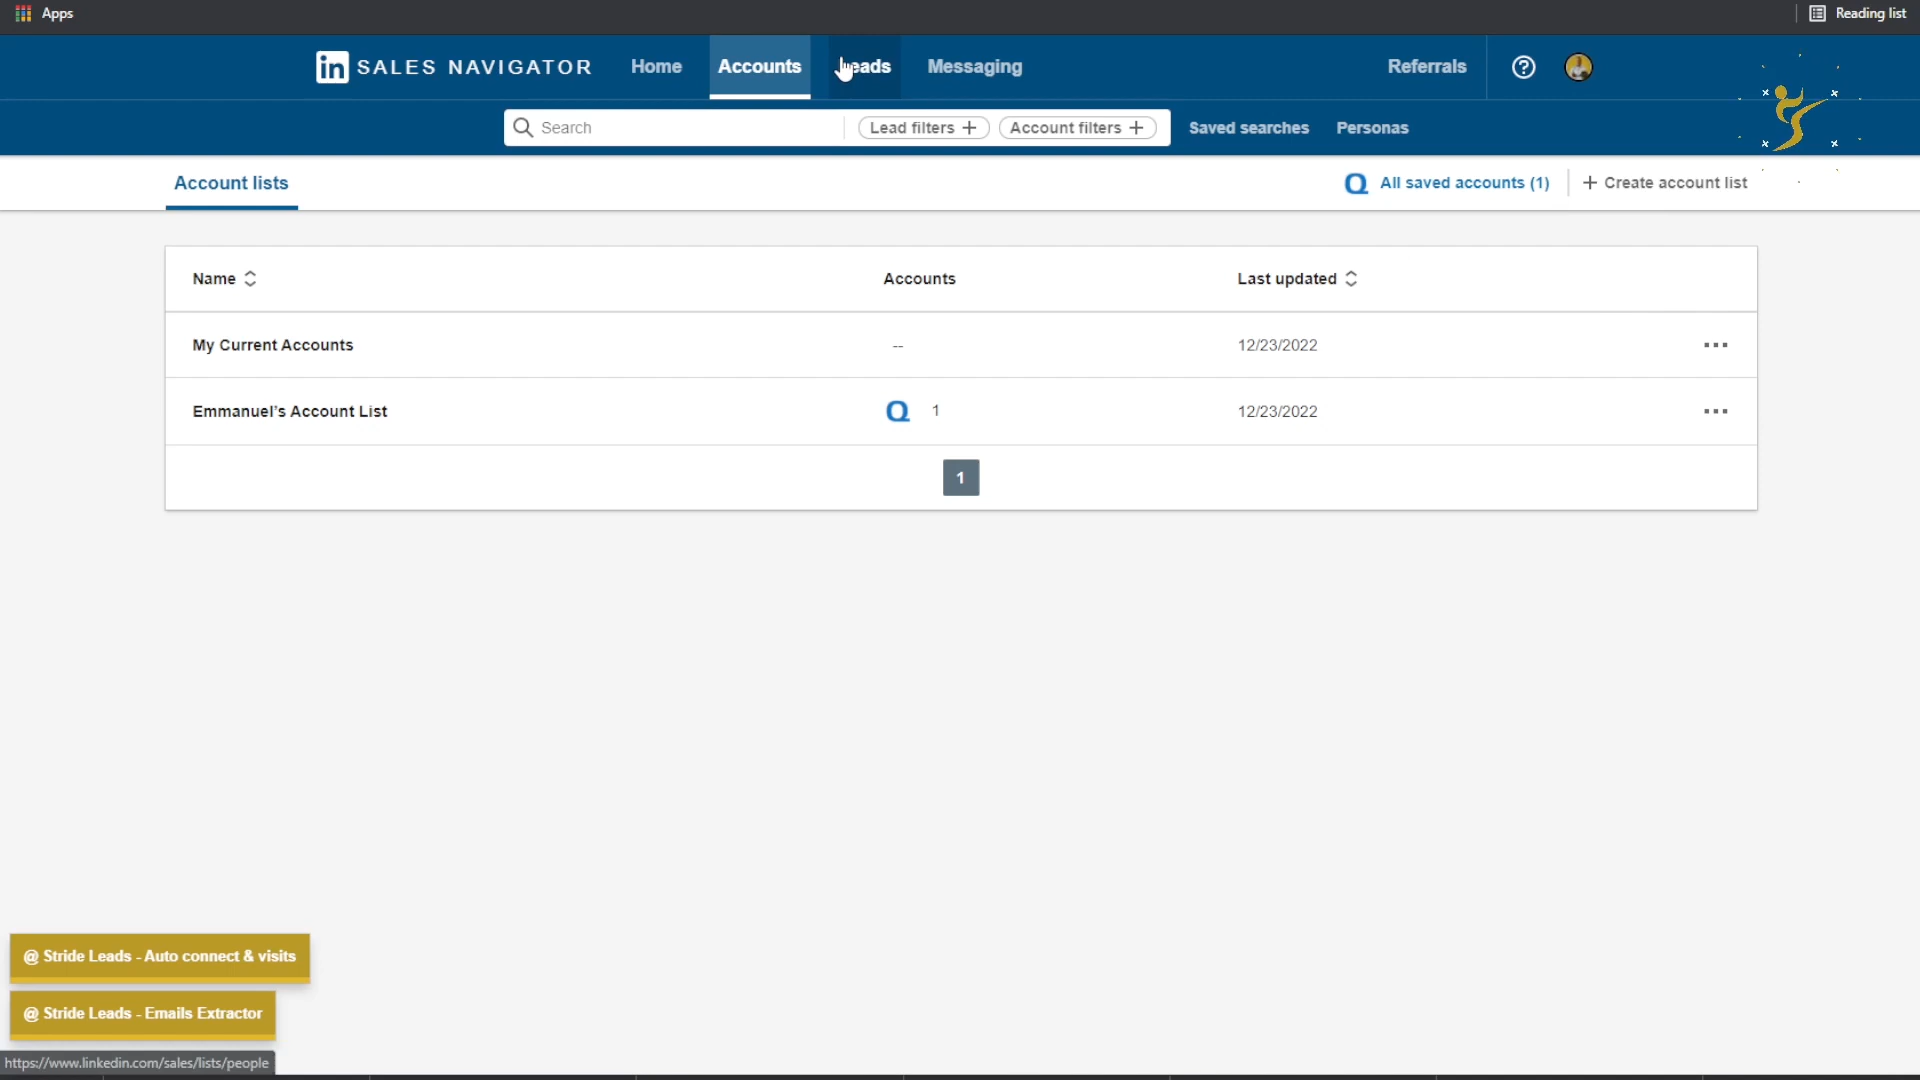 Apps
Reading list
in SALES NAVIGATOR Home Accounts Leads Messaging Referrals
Search Lead filters + Account filters + Saved searches Personas
Account lists All saved accounts (1) + Create account list
Name Accounts Last updated
My Current Accounts -- 12/23/2022
Emmanuel's Account List 1 12/23/2022
1
@ Stride Leads - Auto connect & visits
@ Stride Leads - Emails Extractor
https://www.linkedin.com/sales/lists/people